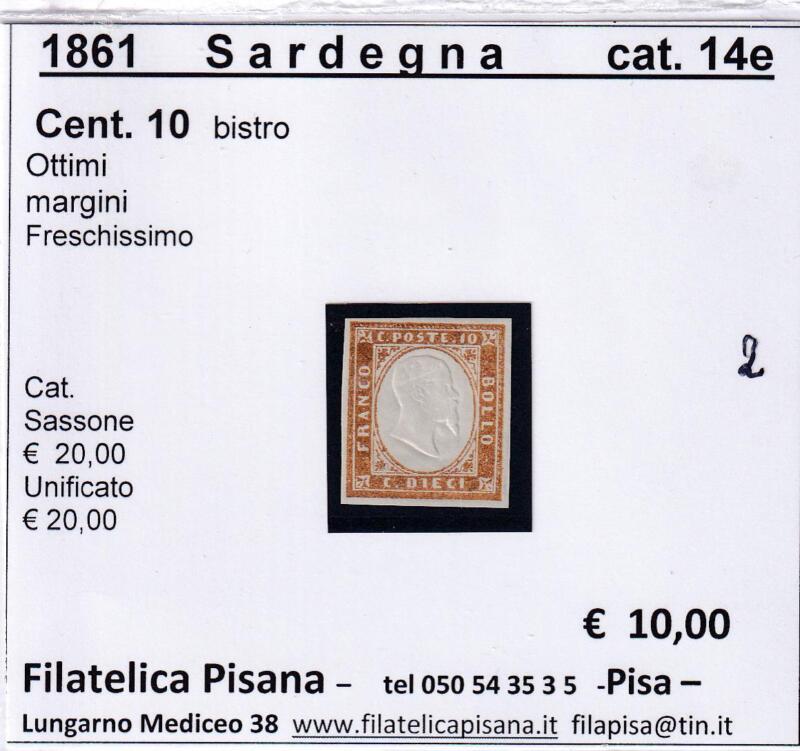 1861 Sardegna cat. 14e
Cent. 10 bistro
Ottimi
margini
Freschissimo
C. POSTE 10
FRANCO
BOLLO
C. DIECI
2
Cat.
Sassone
€ 20,00
Unificato
€ 20,00
€ 10,00
Filatelica Pisana – tel 050 54 35 3 5 -Pisa –
Lungarno Mediceo 38 www.filatelicapisana.it filapisa@tin.it